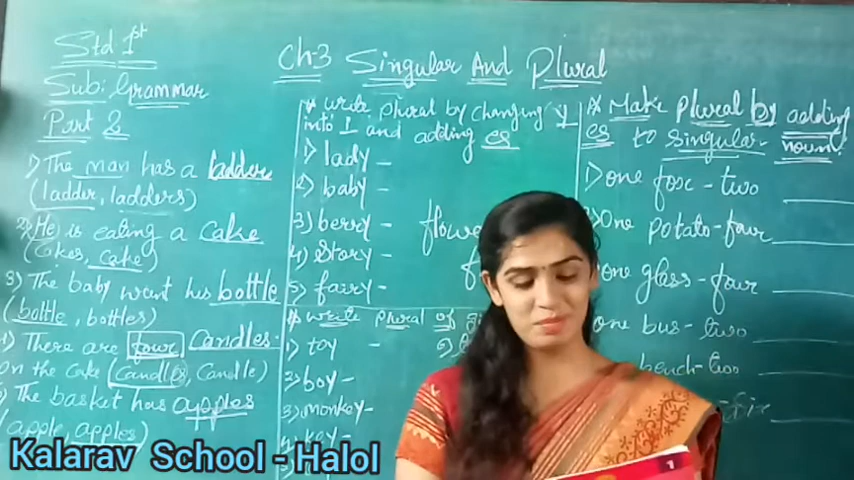 Std 1st
Sub: Grammar
Part 2
Ch-3 Singular And Plural
1) The man has a ladder.
(ladder, ladders)
2) He is eating a cake
(cakes, cake)
3) The baby want his bottle
(bottle, bottles)
4) There are four candles.
on the cake (candles, candle)
5) The basket has apples
(apple, apples)
* write plural by changing y
into I and adding es
1) lady -
2) baby -
3) berry -
4) story -
5) fairy -
* write plural of
1) toy -
2) boy -
3) monkey -
4) key -
* Make plural by adding
es to singular noun.
1) one fox - two
One potato - four
one glass - four
one bus - two
bench - two
Kalarav School - Halol